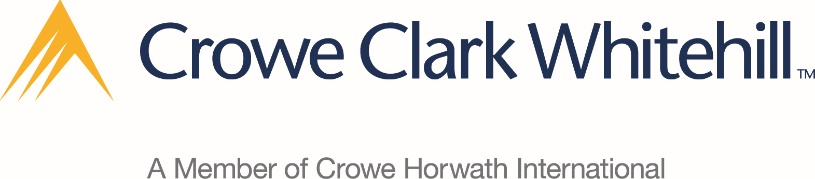 Crowe Clark Whitehill™
A Member of Crowe Horwath International